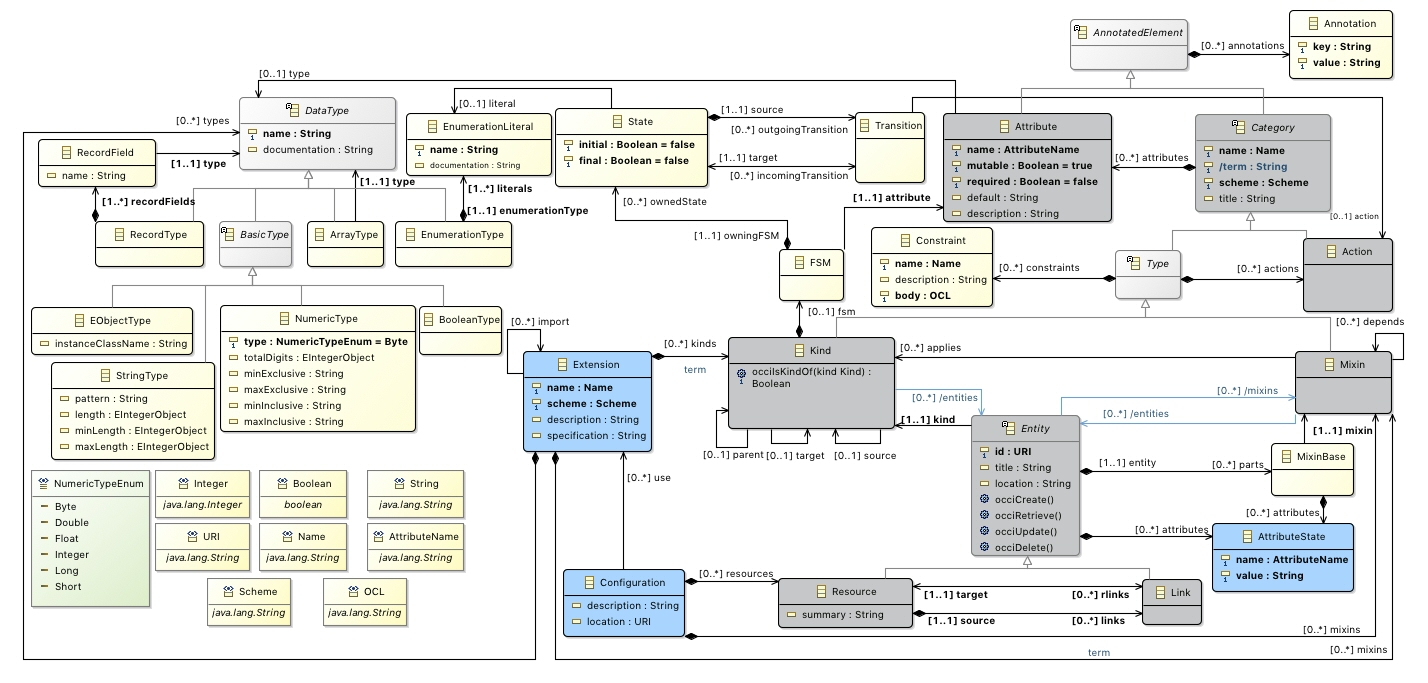 AnnotatedElement
[0..*] annotations
Annotation
key : String
value : String
[0..1] type
[0..*] types
DataType
name : String
documentation : String
[0..1] literal
EnumerationLiteral
name : String
documentation : String
State
initial : Boolean = false
final : Boolean = false
[1..1] source
[0..*] outgoingTransition
[1..1] target
[0..*] incomingTransition
Transition
Attribute
name : AttributeName
mutable : Boolean = true
required : Boolean = false
default : String
description : String
[0..*] attributes
Category
name : Name
/term : String
scheme : Scheme
title : String
[0..1] action
RecordField
name : String
[1..1] type
[1..*] recordFields
[1..1] type
[1..*] literals
[1..1] enumerationType
[0..*] ownedState
[1..1] owningFSM
[1..1] attribute
RecordType
BasicType
ArrayType
EnumerationType
FSM
[0..1] fsm
Constraint
name : Name
description : String
body : OCL
[0..*] constraints
Type
[0..*] actions
Action
EObjectType
instanceClassName : String
StringType
pattern : String
length : EIntegerObject
minLength : EIntegerObject
maxLength : EIntegerObject
NumericType
type : NumericTypeEnum = Byte
totalDigits : EIntegerObject
minExclusive : String
maxExclusive : String
minInclusive : String
maxInclusive : String
BooleanType
[0..*] import
Extension
name : Name
scheme : Scheme
description : String
specification : String
[0..*] kinds
term
Kind
occiIsKindOf(kind Kind) :
Boolean
[0..1] parent
[0..1] target
[0..1] source
[0..*] applies
[0..*] depends
Mixin
[0..*] /entities
[0..*] /mixins
[0..*] /entities
[1..1] kind
Entity
id : URI
title : String
location : String
occiCreate()
occiRetrieve()
occiUpdate()
occiDelete()
[1..1] mixin
[1..1] entity
[0..*] parts
MixinBase
[0..*] attributes
[0..*] attributes
AttributeState
name : AttributeName
value : String
NumericTypeEnum
Byte
Double
Float
Integer
Long
Short
Integer
java.lang.Integer
Boolean
boolean
String
java.lang.String
URI
java.lang.String
Name
java.lang.String
AttributeName
java.lang.String
Scheme
java.lang.String
OCL
java.lang.String
[0..*] use
Configuration
description : String
location : URI
[0..*] resources
Resource
summary : String
[1..1] target
[0..*] rlinks
[1..1] source
[0..*] links
Link
[0..*] mixins
[0..*] mixins
term